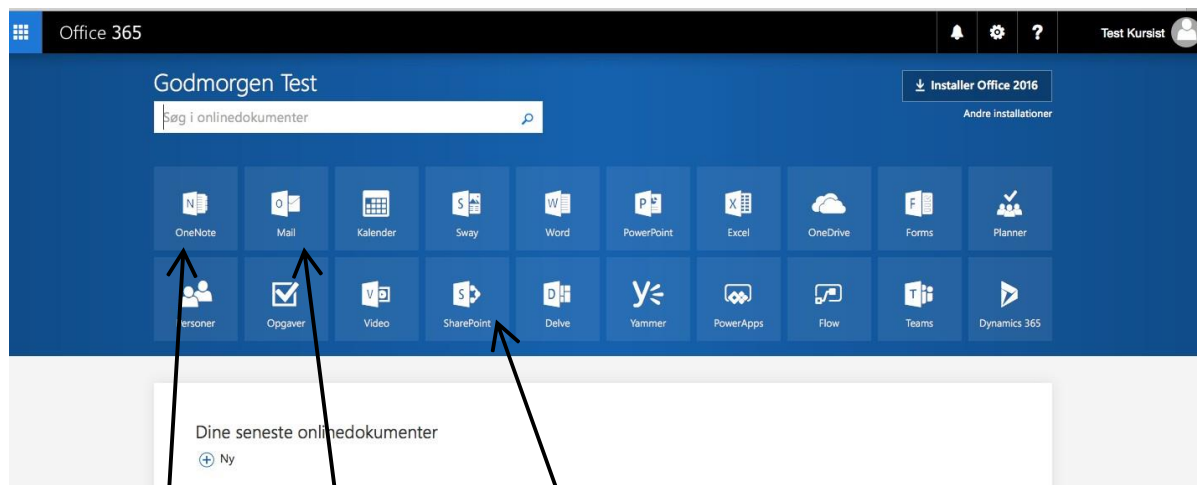 Office 365
?
Test Kursist
Godmorgen Test
Installer Office 2016
Søg i onlinedokumenter
Andre installationer
N O S W P X F
OneNote Mail Kalender Sway Word PowerPoint Excel OneDrive Forms Planner
V S D T
Personer Opgaver Video SharePoint Delve Yammer PowerApps Flow Teams Dynamics 365
Dine seneste onlinedokumenter
Ny